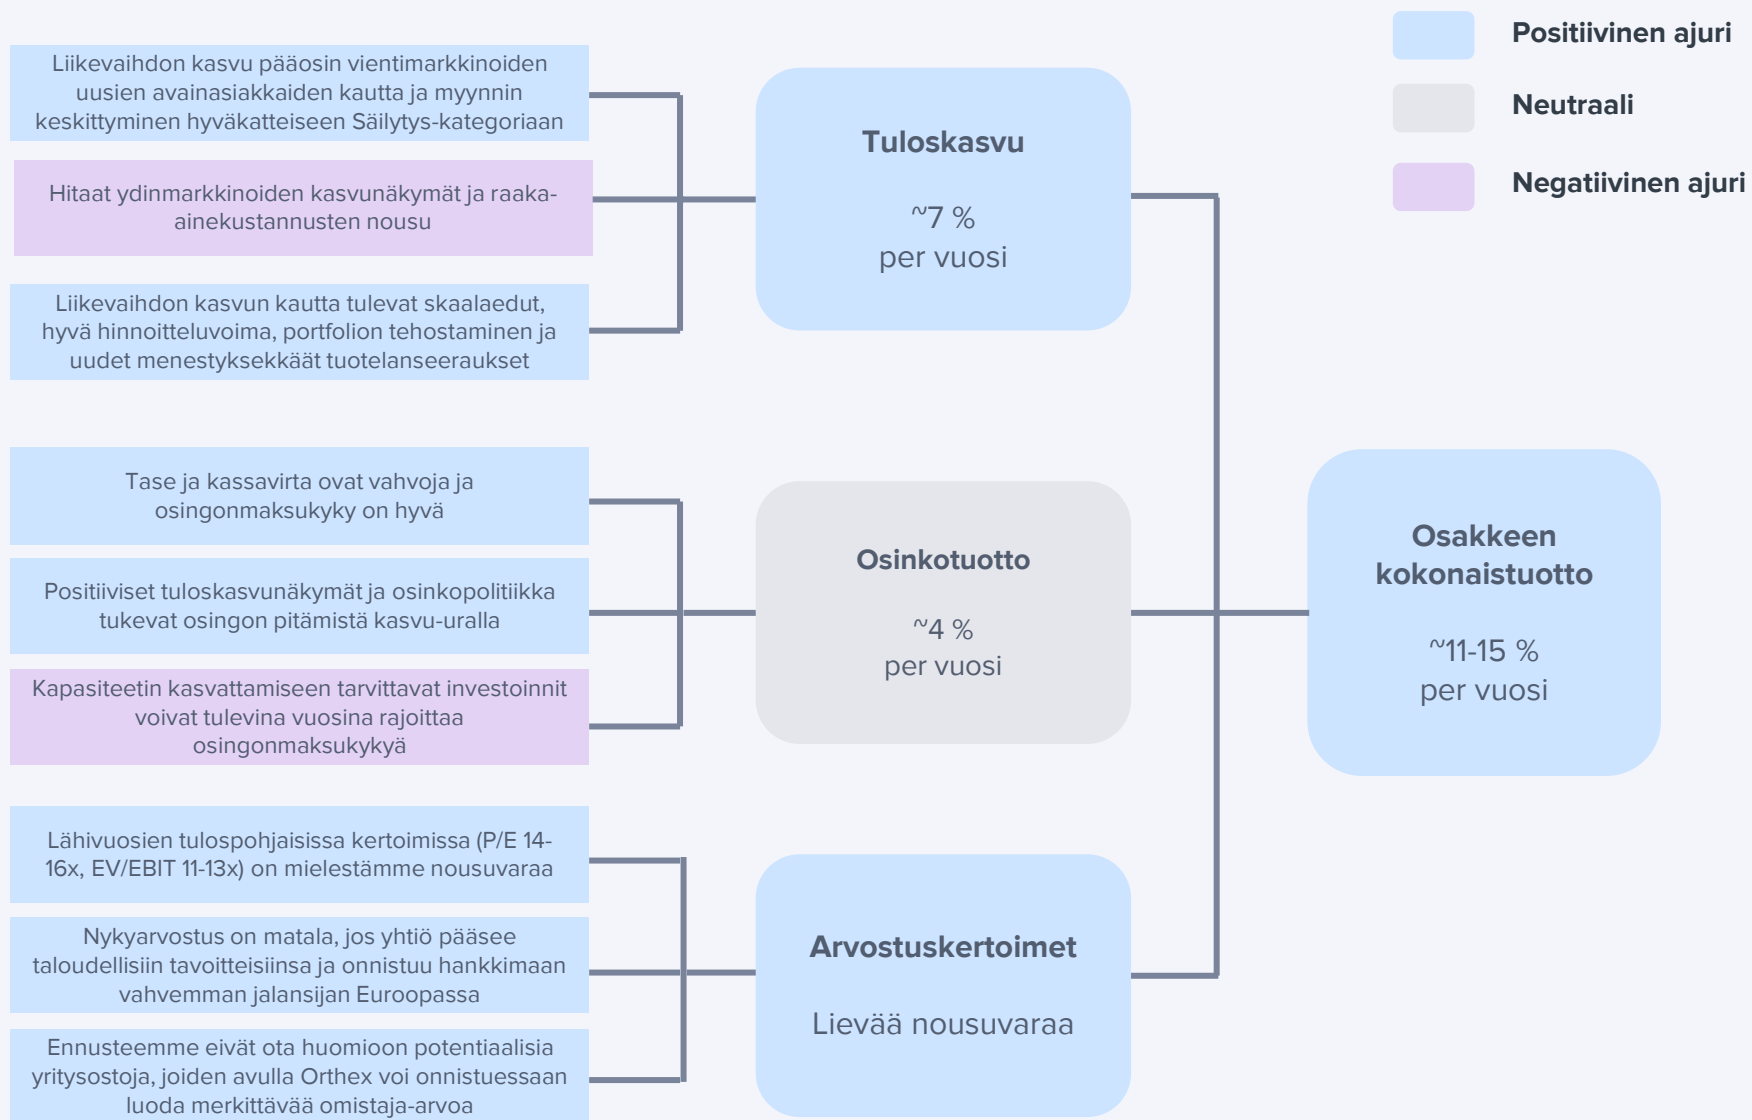 Positiivinen ajuri
Neutraali
Negatiivinen ajuri
Liikevaihdon kasvu pääosin vientimarkkinoiden
uusien avainasiakkaiden kautta ja myynnin
keskittyminen hyväkatteiseen Säilytys-kategoriaan
Hitaat ydinmarkkinoiden kasvunäkymät ja raaka-
ainekustannusten nousu
Liikevaihdon kasvun kautta tulevat skaalaedut,
hyvä hinnoitteluvoima, portfolion tehostaminen ja
uudet menestyksekkäät tuotelanseeraukset
Tuloskasvu
~7 %
per vuosi
Tase ja kassavirta ovat vahvoja ja
osingonmaksukyky on hyvä
Positiiviset tuloskasvunäkymät ja osinkopolitiikka
tukevat osingon pitämistä kasvu-uralla
Kapasiteetin kasvattamiseen tarvittavat investoinnit
voivat tulevina vuosina rajoittaa
osingonmaksukykyä
Osinkotuotto
~4 %
per vuosi
Lähivuosien tulospohjaisissa kertoimissa (P/E 14-
16x, EV/EBIT 11-13x) on mielestämme nousuvaraa
Nykyarvostus on matala, jos yhtiö pääsee
taloudellisiin tavoitteisiinsa ja onnistuu hankkimaan
vahvemman jalansijan Euroopassa
Ennusteemme eivät ota huomioon potentiaalisia
yritysostoja, joiden avulla Orthex voi onnistuessaan
luoda merkittävää omistaja-arvoa
Arvostuskertoimet
Lievää nousuvaraa
Osakkeen
kokonaistuotto
~11-15 %
per vuosi